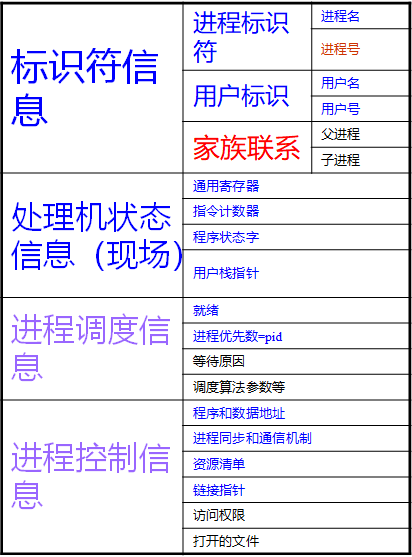 标识符信
息
进程标识
符
进程名
进程号
用户标识
用户名
用户号
家族联系
父进程
子进程
处理机状态
信息（现场）
通用寄存器
指令计数器
程序状态字
用户栈指针
进程调度信
息
就绪
进程优先数=pid
等待原因
调度算法参数等
进程控制信
息
程序和数据地址
进程同步和通信机制
资源清单
链接指针
访问权限
打开的文件